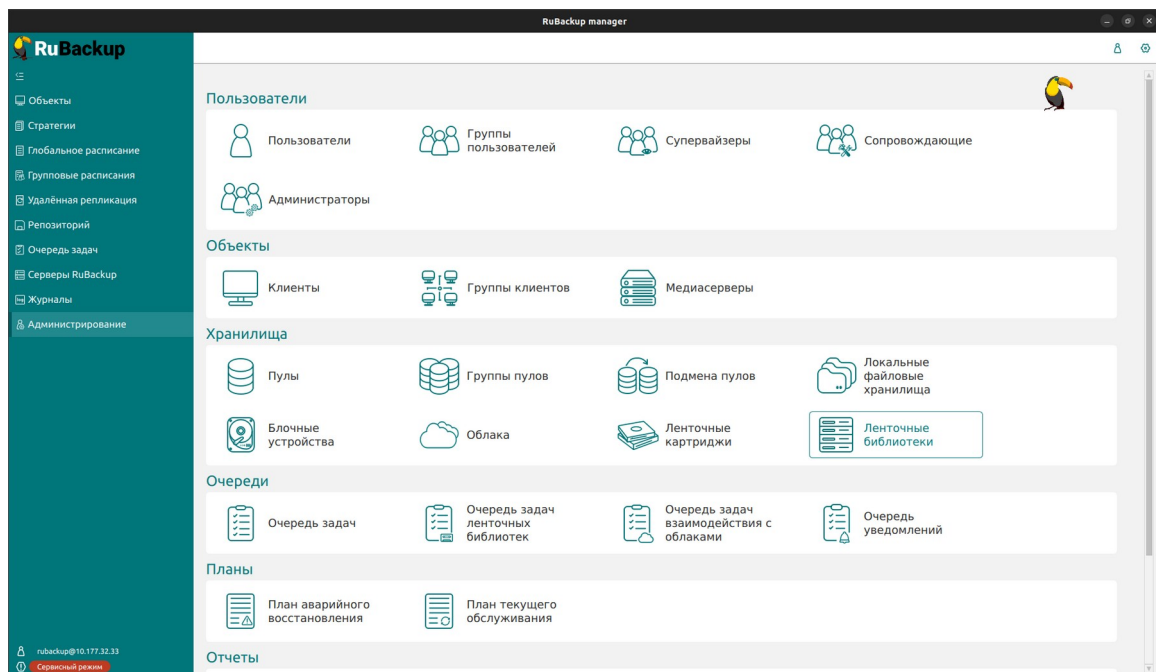 RuBackup manager
RuBackup
Объекты
Стратегии
Глобальное расписание
Групповые расписания
Удалённая репликация
Репозиторий
Очередь задач
Серверы RuBackup
Журналы
Администрирование
rubackup@10.177.32.33
Сервисный режим
Пользователи
Пользователи
Группы
пользователей
Супервайзеры
Сопровождающие
Администраторы
Объекты
Клиенты
Группы клиентов
Медиасерверы
Хранилища
Пулы
Группы пулов
Подмена пулов
Локальные
файловые
хранилища
Блочные
устройства
Облака
Ленточные
картриджи
Ленточные
библиотеки
Очереди
Очередь задач
Очередь задач
ленточных
библиотек
Очередь задач
взаимодействия с
облаками
Очередь
уведомлений
Планы
План аварийного
восстановления
План текущего
обслуживания
Отчеты